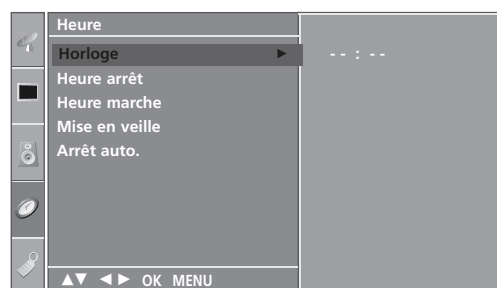 Heure
Horloge ► - - : - -
Heure arrêt
Heure marche
Mise en veille
Arrêt auto.
▲▼ ◄► OK MENU